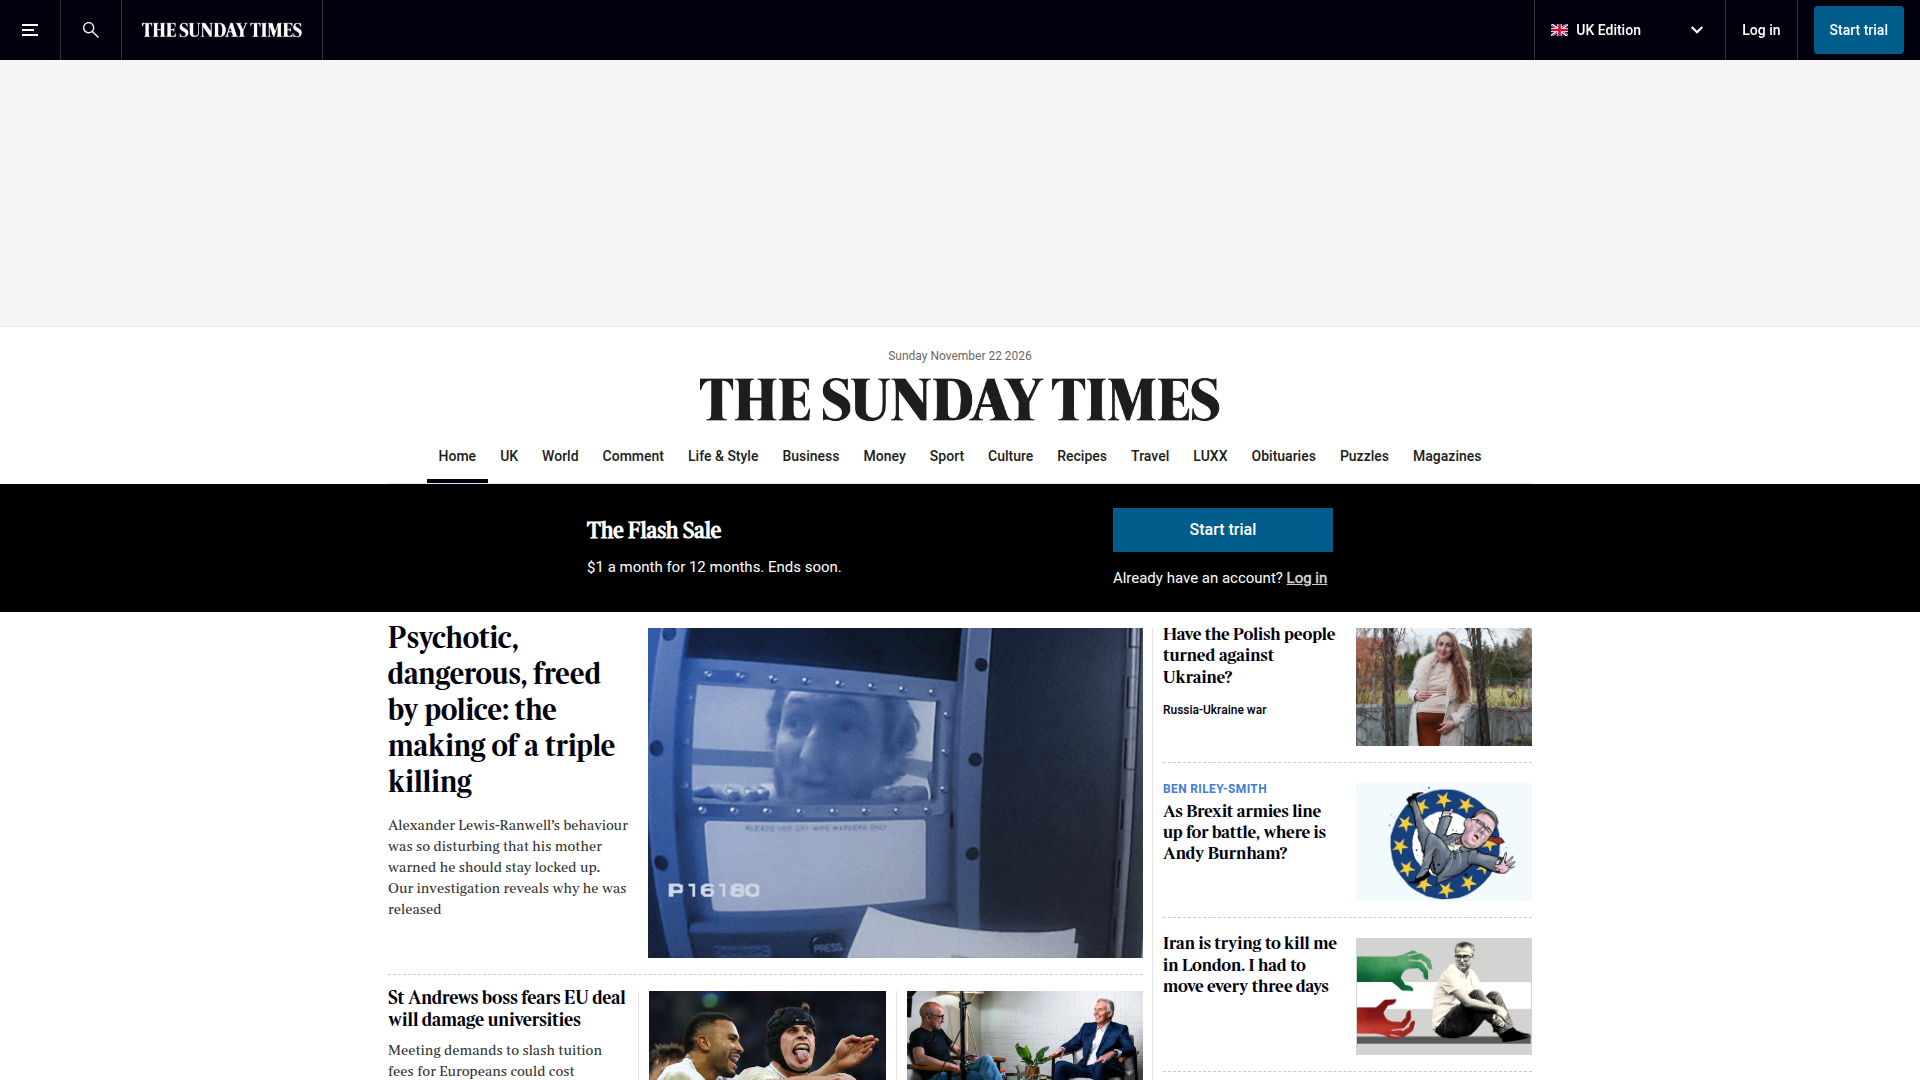 THE SUNDAY TIMES
UK Edition
Log in
Start trial
Sunday November 22 2026
THE SUNDAY TIMES
Home UK World Comment Life & Style Business Money Sport Culture Recipes Travel LUXX Obituaries Puzzles Magazines
The Flash Sale
$1 a month for 12 months. Ends soon.
Start trial
Already have an account? Log in
Psychotic,
dangerous, freed
by police: the
making of a triple
killing
Alexander Lewis-Ranwell's behaviour
was so disturbing that his mother
warned he should stay locked up.
Our investigation reveals why he was
released
PLEASE USE DRY WIPE MARKERS ONLY
P16180
PRESS
St Andrews boss fears EU deal
will damage universities
Meeting demands to slash tuition
fees for Europeans could cost
Have the Polish people
turned against
Ukraine?
Russia-Ukraine war
BEN RILEY-SMITH
As Brexit armies line
up for battle, where is
Andy Burnham?
Iran is trying to kill me
in London. I had to
move every three days